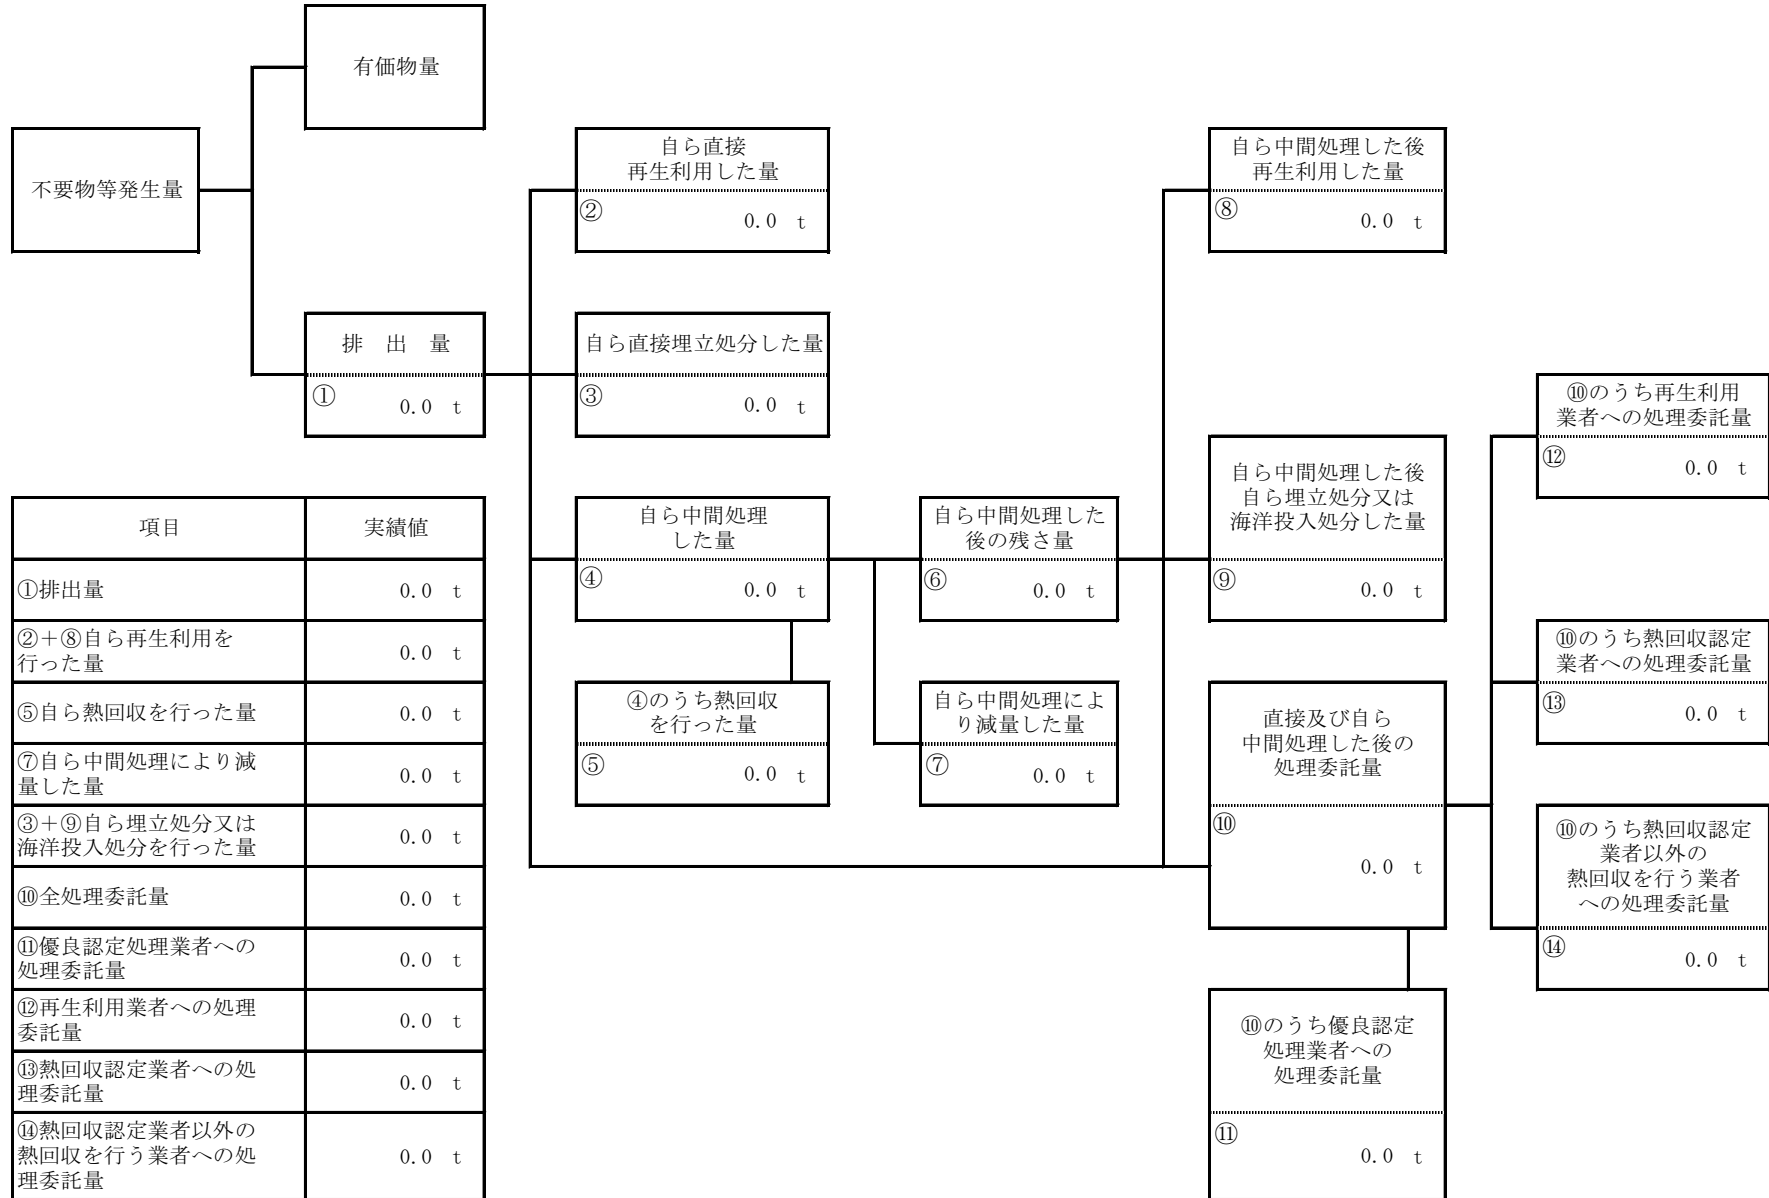 有価物量
不要物等発生量
自ら直接
再生利用した量
② 0.0 t
自ら中間処理した後
再生利用した量
⑧ 0.0 t
排 出 量
① 0.0 t
自ら直接埋立処分した量
③ 0.0 t
⑩のうち再生利用
業者への処理委託量
⑫ 0.0 t
自ら中間処理した後
自ら埋立処分又は
海洋投入処分した量
⑨ 0.0 t
自ら中間処理
した量
④ 0.0 t
自ら中間処理した
後の残さ量
⑥ 0.0 t
⑩のうち熱回収認定
業者への処理委託量
⑬ 0.0 t
④のうち熱回収
を行った量
⑤ 0.0 t
自ら中間処理によ
り減量した量
⑦ 0.0 t
直接及び自ら
中間処理した後の
処理委託量
⑩ 0.0 t
⑩のうち熱回収認定
業者以外の
熱回収を行う業者
への処理委託量
⑭ 0.0 t
⑩のうち優良認定
処理業者への
処理委託量
⑪ 0.0 t
項目 実績値
①排出量 0.0 t
②+⑧自ら再生利用を
行った量 0.0 t
⑤自ら熱回収を行った量 0.0 t
⑦自ら中間処理により減
量した量 0.0 t
③+⑨自ら埋立処分又は
海洋投入処分を行った量 0.0 t
⑩全処理委託量 0.0 t
⑪優良認定処理業者への
処理委託量 0.0 t
⑫再生利用業者への処理
委託量 0.0 t
⑬熱回収認定業者への処
理委託量 0.0 t
⑭熱回収認定業者以外の
熱回収を行う業者への処
理委託量 0.0 t